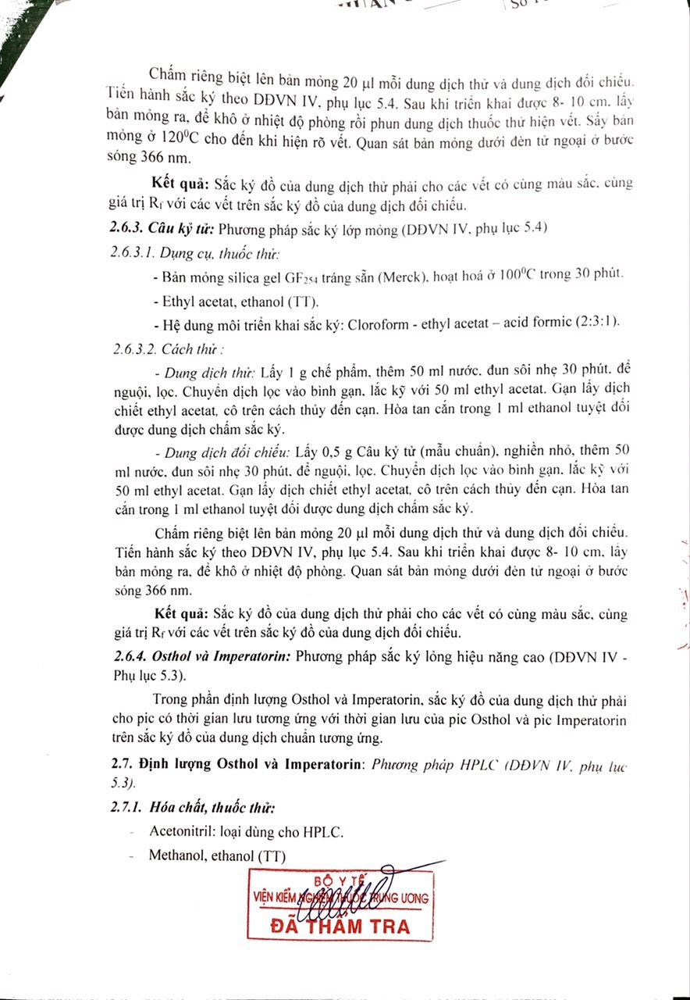 Số
Chấm riêng biệt lên bản mỏng 20 µl mỗi dung dịch thử và dung dịch đối chiếu.
Tiến hành sắc ký theo DĐVN IV, phụ lục 5.4. Sau khi triển khai được 8- 10 cm, lấy
bản mỏng ra, để khô ở nhiệt độ phòng rồi phun dung dịch thuốc thử hiện vết. Sấy bản
mỏng ở 120⁰C cho đến khi hiện rõ vết. Quan sát bản mỏng dưới đèn tử ngoại ở bước
sóng 366 nm.
Kết quả: Sắc ký đồ của dung dịch thử phải cho các vết có cùng màu sắc, cùng
giá trị Rf với các vết trên sắc ký đồ của dung dịch đối chiếu.
2.6.3. Câu kỷ tử: Phương pháp sắc ký lớp mỏng (DĐVN IV, phụ lục 5.4)
2.6.3.1. Dụng cụ, thuốc thử:
- Bản mỏng silica gel GF₂₅₄ tráng sẵn (Merck), hoạt hoá ở 100⁰C trong 30 phút.
- Ethyl acetat, ethanol (TT).
- Hệ dung môi triển khai sắc ký: Cloroform - ethyl acetat – acid formic (2:3:1).
2.6.3.2. Cách thử :
- Dung dịch thử: Lấy 1 g chế phẩm, thêm 50 ml nước, đun sôi nhẹ 30 phút, để
nguội, lọc. Chuyển dịch lọc vào bình gạn, lắc kỹ với 50 ml ethyl acetat. Gạn lấy dịch
chiết ethyl acetat, cô trên cách thủy đến cạn. Hòa tan cắn trong 1 ml ethanol tuyệt đối
được dung dịch chấm sắc ký.
- Dung dịch đối chiếu: Lấy 0,5 g Câu kỷ tử (mẫu chuẩn), nghiền nhỏ, thêm 50
ml nước, đun sôi nhẹ 30 phút, để nguội, lọc. Chuyển dịch lọc vào bình gạn, lắc kỹ với
50 ml ethyl acetat. Gạn lấy dịch chiết ethyl acetat, cô trên cách thủy đến cạn. Hòa tan
cắn trong 1 ml ethanol tuyệt đối được dung dịch chấm sắc ký.
Chấm riêng biệt lên bản mỏng 20 µl mỗi dung dịch thử và dung dịch đối chiếu.
Tiến hành sắc ký theo DĐVN IV, phụ lục 5.4. Sau khi triển khai được 8- 10 cm, lấy
bản mỏng ra, để khô ở nhiệt độ phòng. Quan sát bản mỏng dưới đèn tử ngoại ở bước
sóng 366 nm.
Kết quả: Sắc ký đồ của dung dịch thử phải cho các vết có cùng màu sắc, cùng
giá trị Rf với các vết trên sắc ký đồ của dung dịch đối chiếu.
2.6.4. Osthol và Imperatorin: Phương pháp sắc ký lỏng hiệu năng cao (DĐVN IV -
Phụ lục 5.3).
Trong phần định lượng Osthol và Imperatorin, sắc ký đồ của dung dịch thử phải
cho pic có thời gian lưu tương ứng với thời gian lưu của pic Osthol và pic Imperatorin
trên sắc ký đồ của dung dịch chuẩn tương ứng.
2.7. Định lượng Osthol và Imperatorin: Phương pháp HPLC (DĐVN IV, phụ lục
5.3).
2.7.1. Hóa chất, thuốc thử:
- Acetonitril: loại dùng cho HPLC.
- Methanol, ethanol (TT)
BỘ Y TẾ
VIỆN KIỂM NGHIỆM THUỐC TRUNG ƯƠNG
ĐÃ THẨM TRA